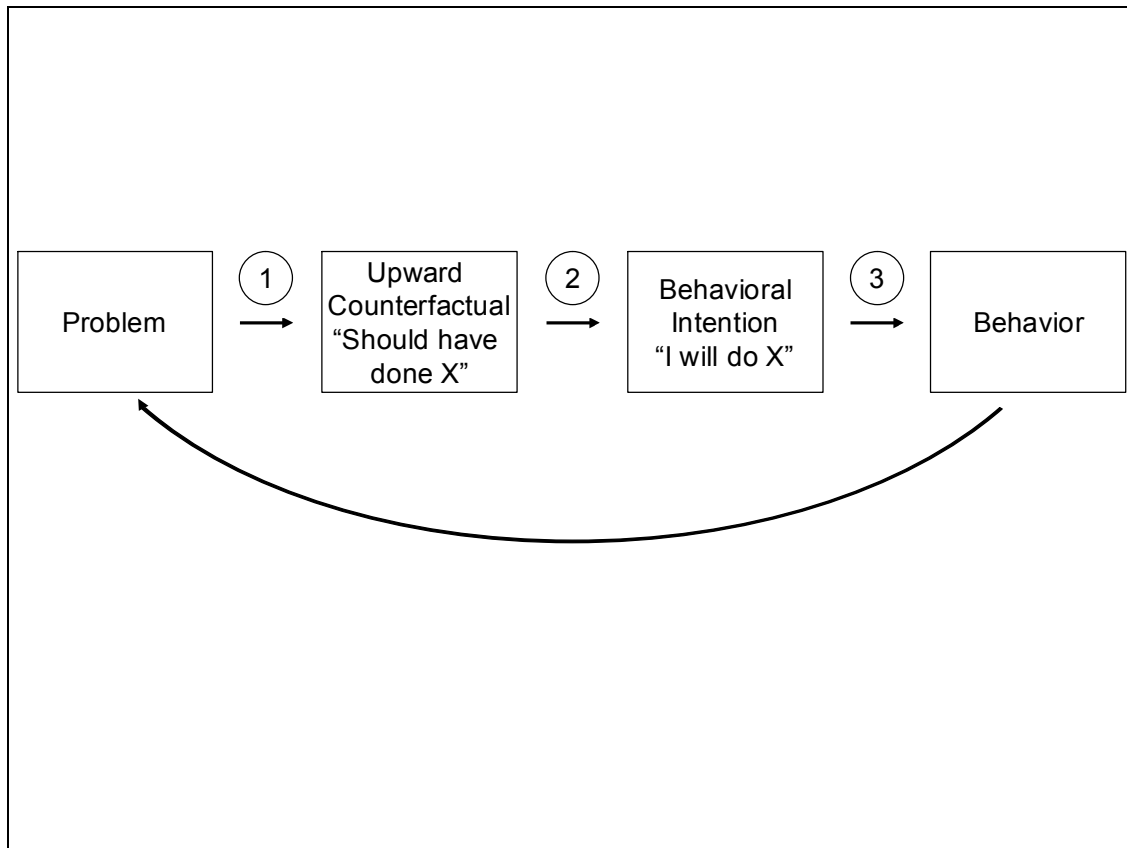 Problem
1
Upward
Counterfactual
“Should have
done X”
2
Behavioral
Intention
“I will do X”
3
Behavior